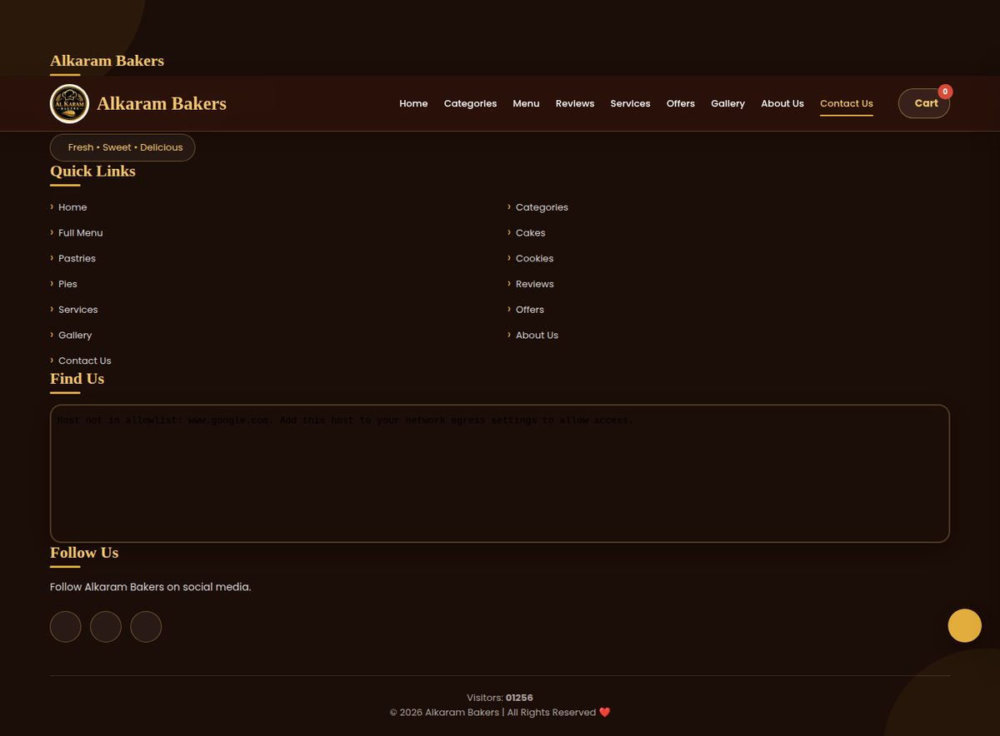 Alkaram Bakers
AL KARAM
BAKERS
Alkaram Bakers
Home
Categories
Menu
Reviews
Services
Offers
Gallery
About Us
Contact Us
Cart
0
Fresh • Sweet • Delicious
Quick Links
› Home
› Categories
› Full Menu
› Cakes
› Pastries
› Cookies
› Pies
› Reviews
› Services
› Offers
› Gallery
› About Us
› Contact Us
Find Us
Host not in allowlist: www.google.com. Add this host to your network egress settings to allow access.
Follow Us
Follow Alkaram Bakers on social media.
Visitors: 01256
© 2026 Alkaram Bakers | All Rights Reserved ❤️